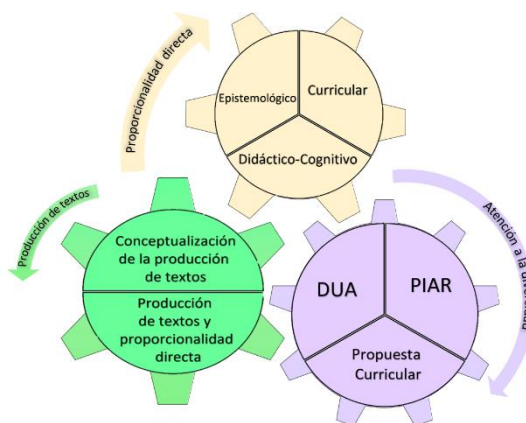 Proporcionalidad directa
Epistemológico
Curricular
Didáctico-Cognitivo
Producción de textos
Conceptualización
de la producción
de textos
Producción
de textos y
proporcionalidad
directa
Atención a la
DUA
PIAR
Propuesta
Curricular